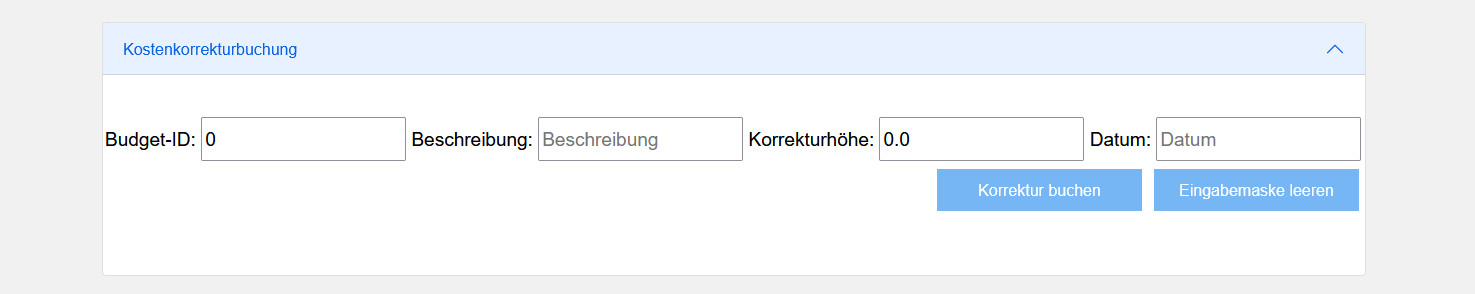 Kostenkorrekturbuchung
Budget-ID: 0 Beschreibung: Beschreibung Korrekturhöhe: 0.0 Datum: Datum
Korrektur buchen Eingabemaske leeren